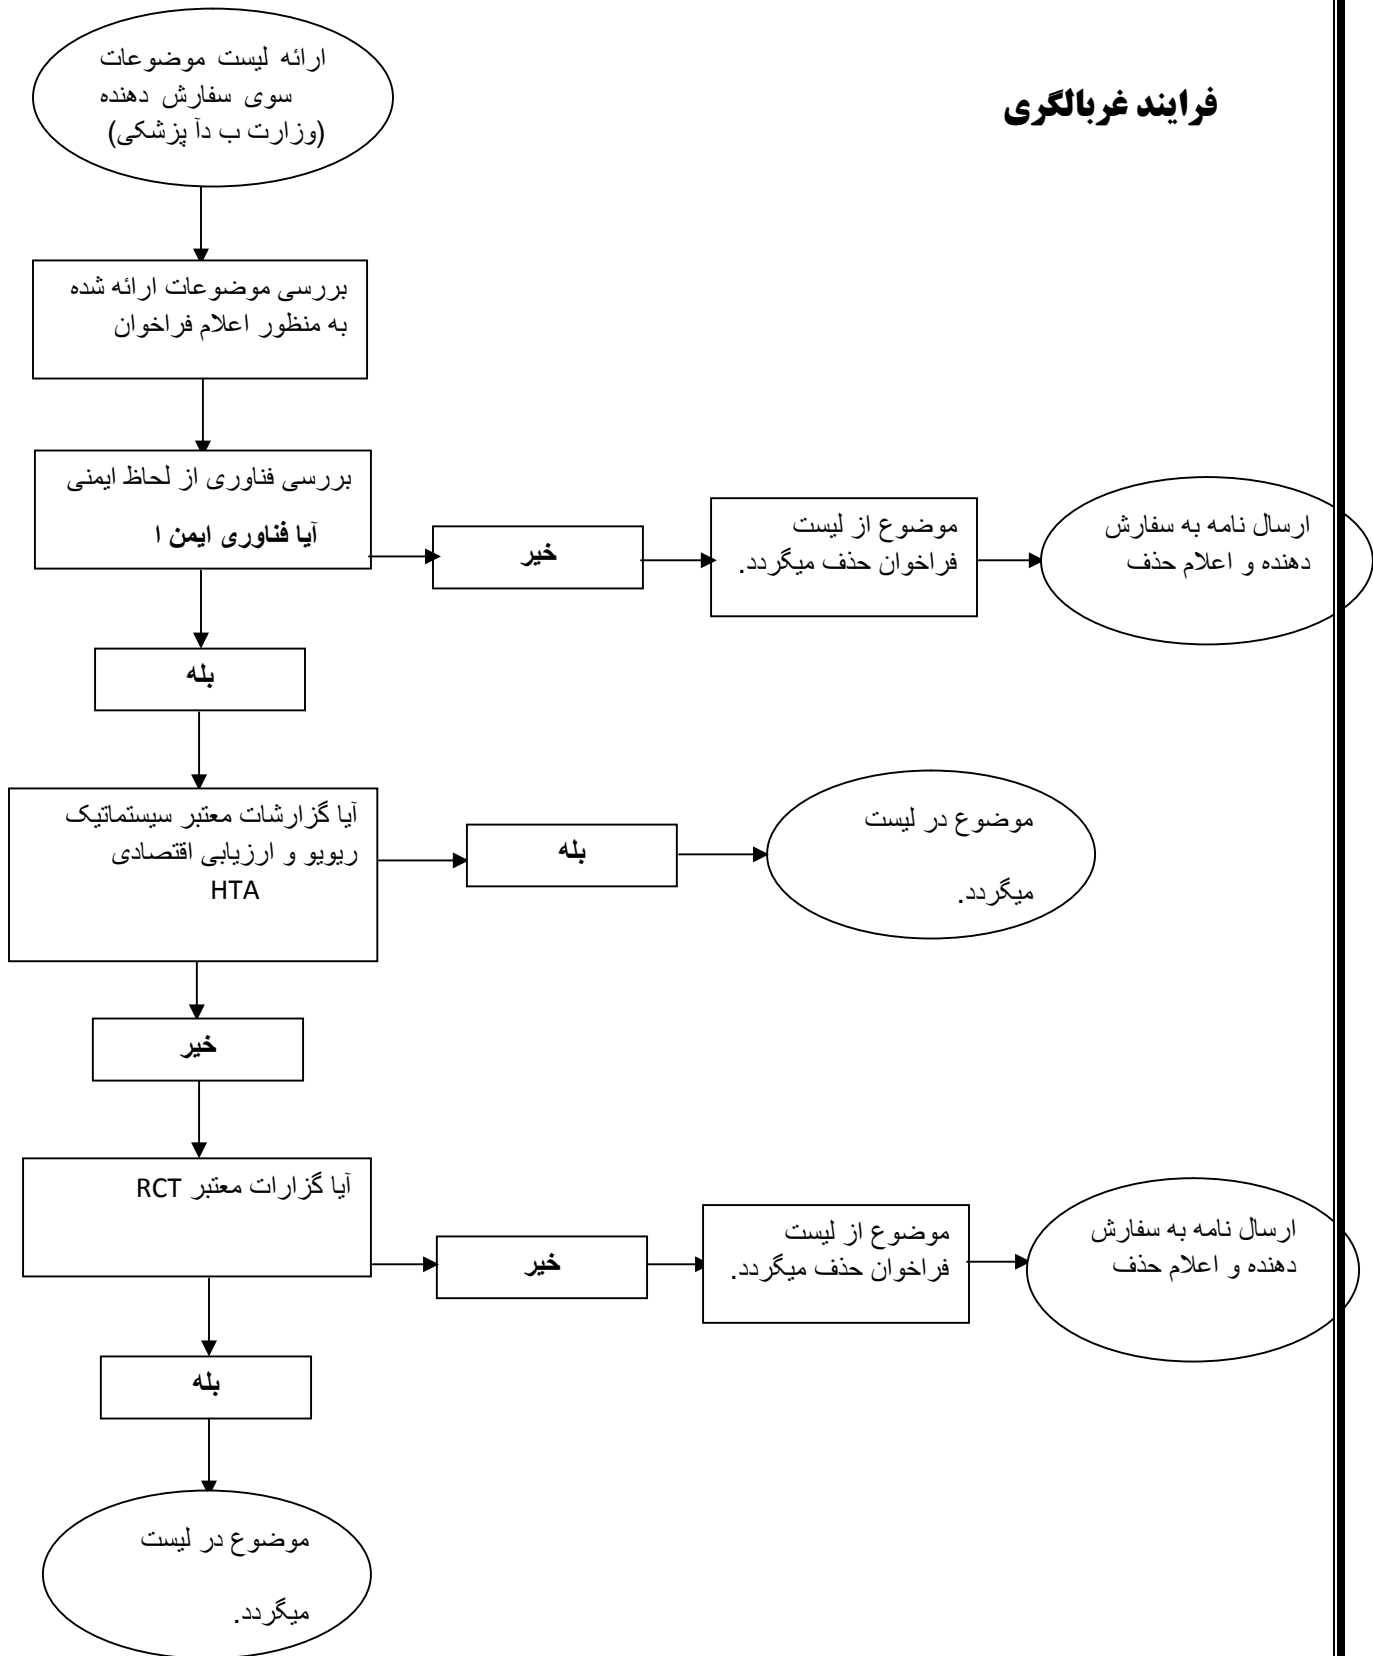 فرایند غربالگری
ارائه لیست موضوعات
سوی سفارش دهنده
(وزارت ب دآ پزشکی)
بررسی موضوعات ارائه شده
به منظور اعلام فراخوان
بررسی فناوری از لحاظ ایمنی
آیا فناوری ایمن ا
خیر
موضوع از لیست
فراخوان حذف میگردد.
ارسال نامه به سفارش
دهنده و اعلام حذف
بله
آیا گزارشات معتبر سیستماتیک
ریویو و ارزیابی اقتصادی
HTA
بله
موضوع در لیست
میگردد.
خیر
آیا گزارات معتبر RCT
خیر
موضوع از لیست
فراخوان حذف میگردد.
ارسال نامه به سفارش
دهنده و اعلام حذف
بله
موضوع در لیست
میگردد.